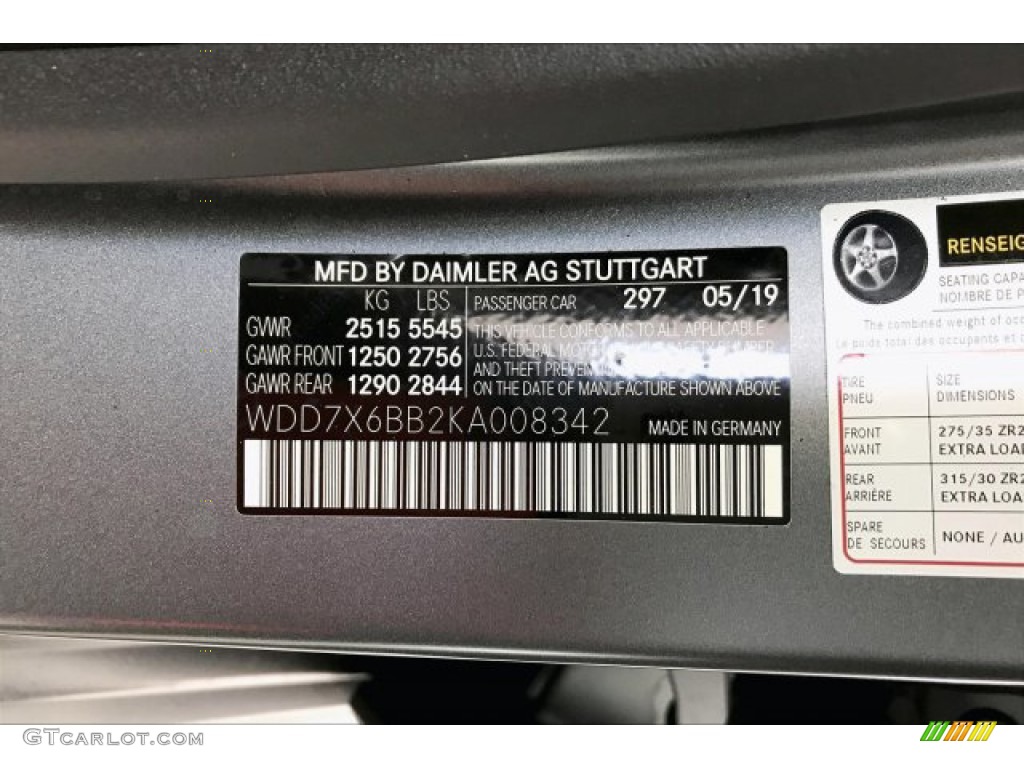 MFD BY DAIMLER AG STUTTGART
KG LBS
GVWR 2515 5545
GAWR FRONT 1250 2756
GAWR REAR 1290 2844
PASSENGER CAR 297 05/19
THIS VEHICLE CONFORMS TO ALL APPLICABLE
U.S. FEDERAL SAFETY BUMPER
AND THEFT
ON THE DATE OF MANUFACTURE SHOWN ABOVE
WDD7X6BB2KA008342 MADE IN GERMANY
RENSEIG
SEATING CAPA
NOMBRE DE P
The combined weight of occ
Le poids total des occupants et c
TIRE SIZE
PNEU DIMENSIONS
FRONT 275/35 ZR2
AVANT EXTRA LOA
REAR 315/30 ZR2
ARRIÈRE EXTRA LOA
SPARE
DE SECOURS NONE / AU
GTCarlot.com